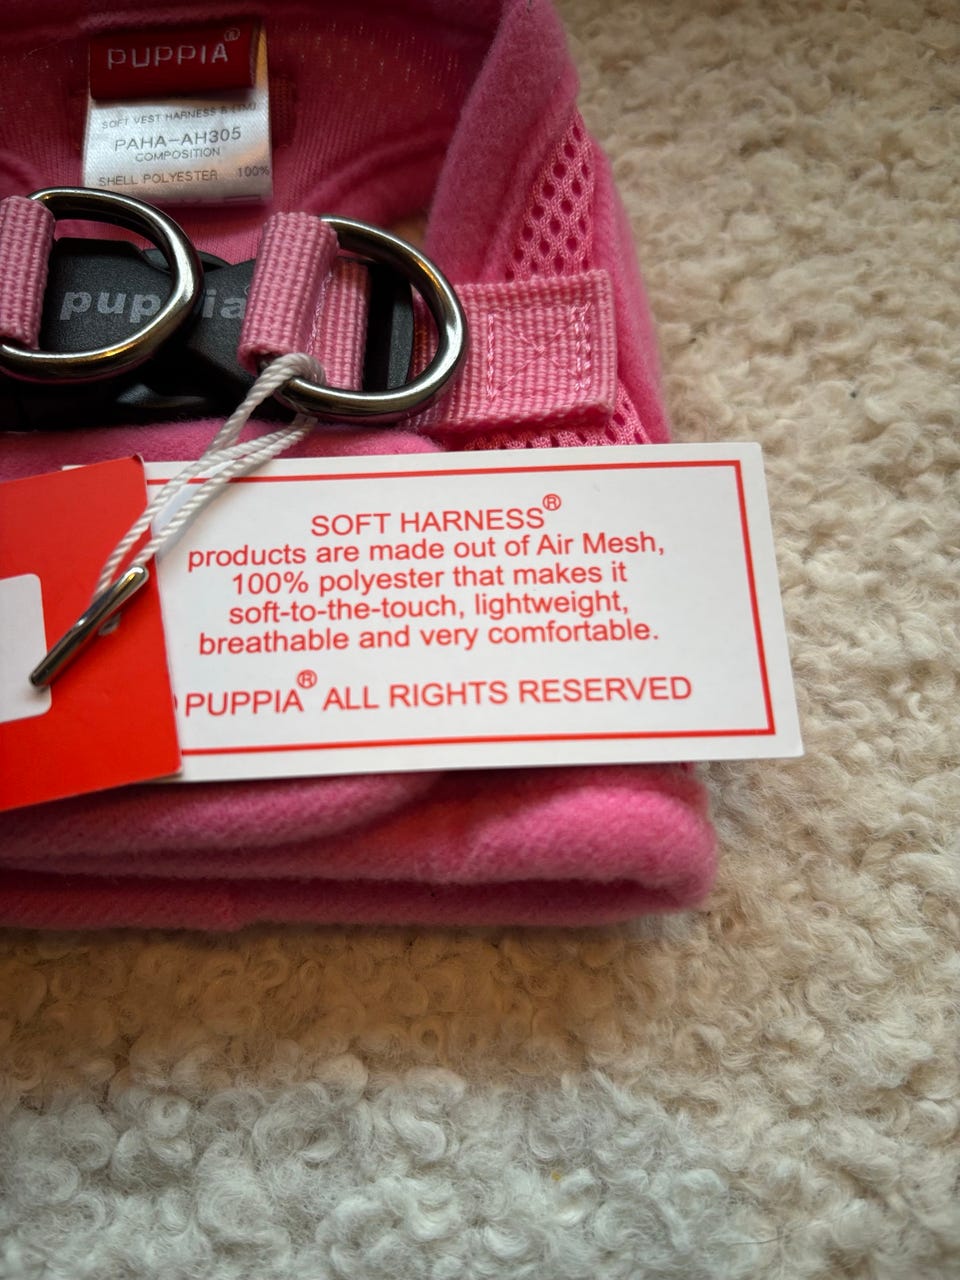 PUPPIA®
SOFT VEST HARNESS B (TM)
PAHA-AH305
COMPOSITION
SHELL POLYESTER 100%
puppia
SOFT HARNESS®
products are made out of Air Mesh,
100% polyester that makes it
soft-to-the-touch, lightweight,
breathable and very comfortable.
PUPPIA® ALL RIGHTS RESERVED